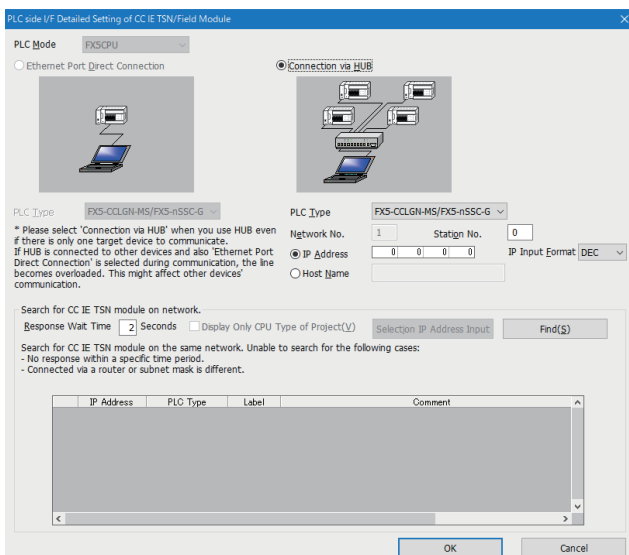 PLC side I/F Detailed Setting of CC IE TSN/Field Module
PLC Mode FX5CPU
Ethernet Port Direct Connection
Connection via HUB
PLC Type FX5-CCLGN-MS/FX5-nSSC-G
* Please select 'Connection via HUB' when you use HUB even
if there is only one target device to communicate.
If HUB is connected to other devices and also 'Ethernet Port
Direct Connection' is selected during communication, the line
becomes overloaded. This might affect other devices'
communication.
PLC Type FX5-CCLGN-MS/FX5-nSSC-G
Network No. 1 Station No. 0
IP Address 0 0 0 0 IP Input Format DEC
Host Name
Search for CC IE TSN module on network.
Response Wait Time 2 Seconds Display Only CPU Type of Project(V) Selection IP Address Input Find(S)
Search for CC IE TSN module on the same network. Unable to search for the following cases:
- No response within a specific time period.
- Connected via a router or subnet mask is different.
IP Address PLC Type Label Comment
OK Cancel